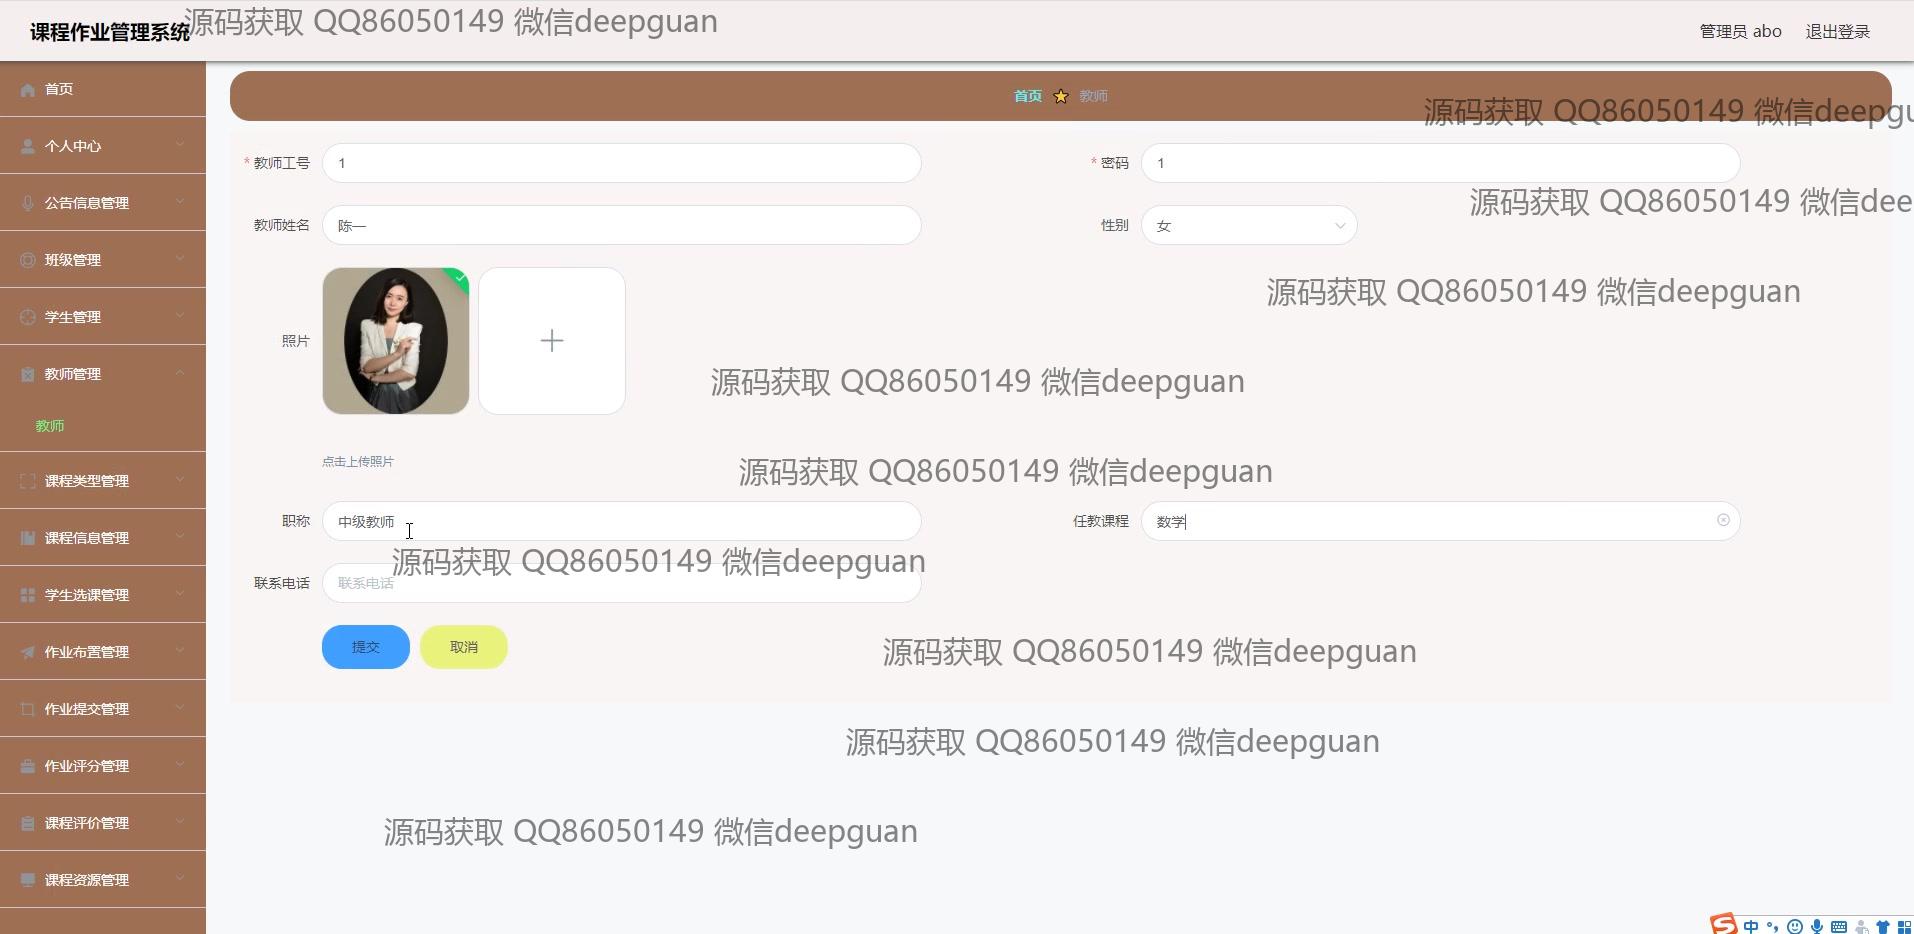 课程作业管理系统
源码获取 QQ86050149 微信deepguan
管理员 abo
退出登录
首页
个人中心
公告信息管理
班级管理
学生管理
教师管理
教师
课程类型管理
课程信息管理
学生选课管理
作业布置管理
作业提交管理
作业评分管理
课程评价管理
课程资源管理
首页 教师
源码获取 QQ86050149 微信deepgu
* 教师工号 1
* 密码 1
源码获取 QQ86050149 微信dee
教师姓名 陈一
性别 女
源码获取 QQ86050149 微信deepguan
照片
源码获取 QQ86050149 微信deepguan
点击上传照片
源码获取 QQ86050149 微信deepguan
职称 中级教师
任教课程 数学
源码获取 QQ86050149 微信deepguan
联系电话 联系电话
提交 取消
源码获取 QQ86050149 微信deepguan
源码获取 QQ86050149 微信deepguan
源码获取 QQ86050149 微信deepguan
中